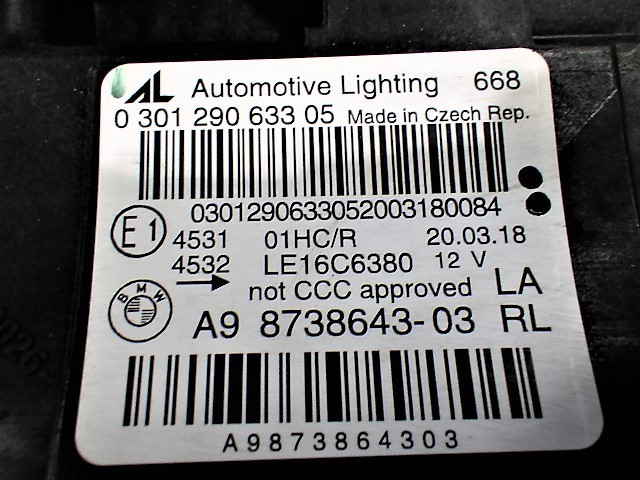 AL Automotive Lighting 668
0 301 290 633 05 Made in Czech Rep.
0301290633052003180084
E1 4531 01HC/R 20.03.18
4532 LE16C6380 12 V
not CCC approved LA
BMW A9 8738643-03 RL
A9873864303